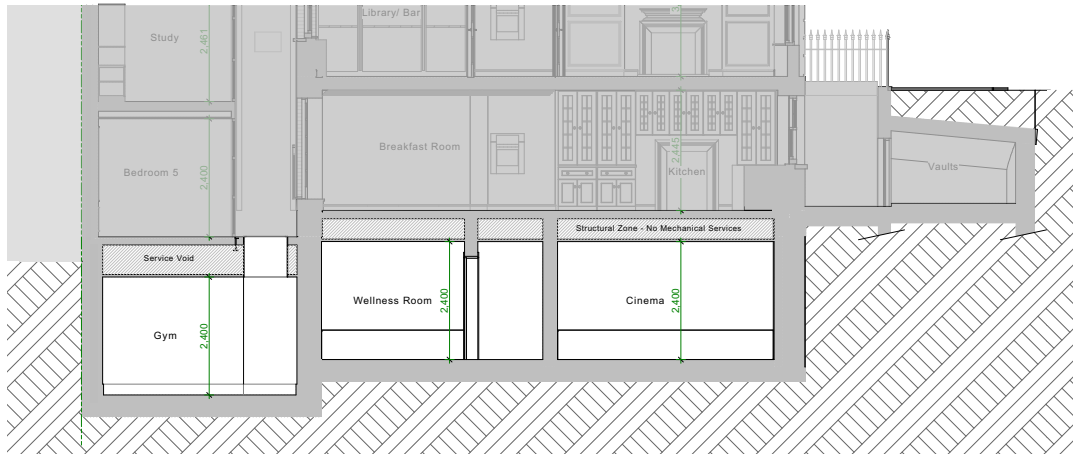 Library/ Bar
Study
2,461
3,
Breakfast Room
2,445
Kitchen
Vaults
Bedroom 5
2,400
Structural Zone - No Mechanical Services
Service Void
Wellness Room
2,400
Cinema
2,400
Gym
2,400